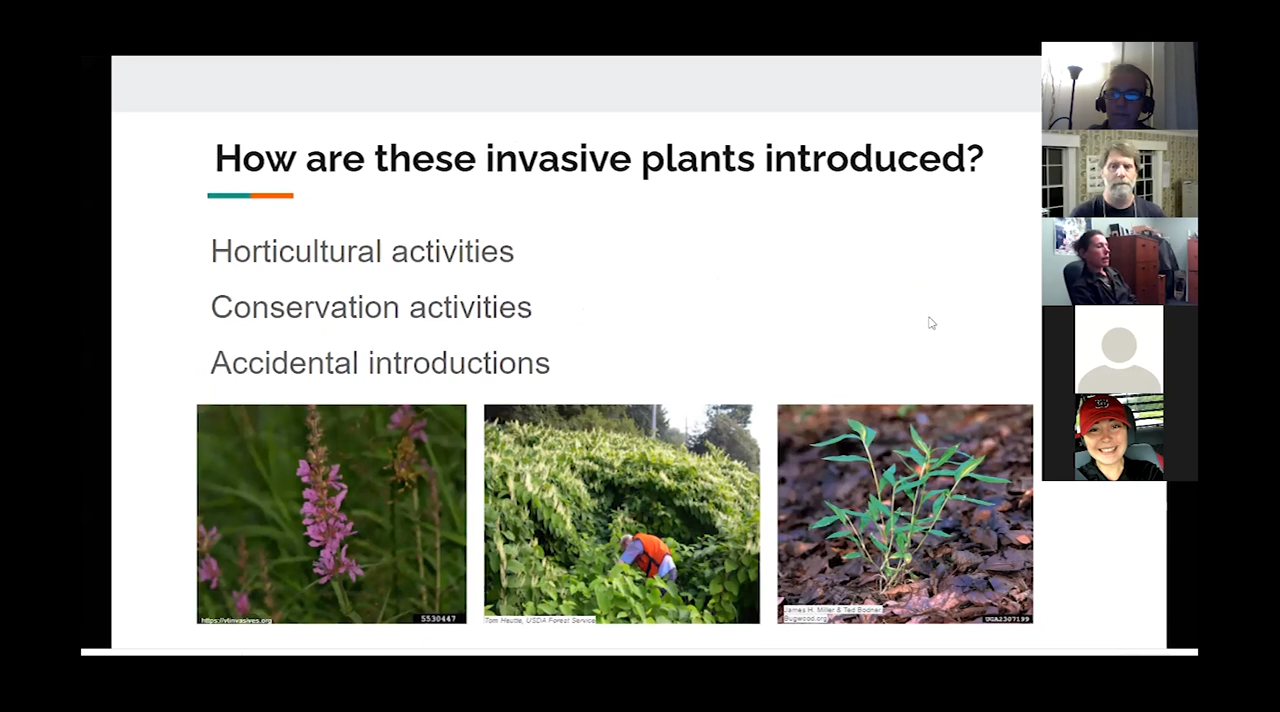 How are these invasive plants introduced?
Horticultural activities
Conservation activities
Accidental introductions
https://vtinvasives.org
5530447
Tom Heutte, USDA Forest Service
James H. Miller & Ted Bodner
Bugwood.org
UGA2307199